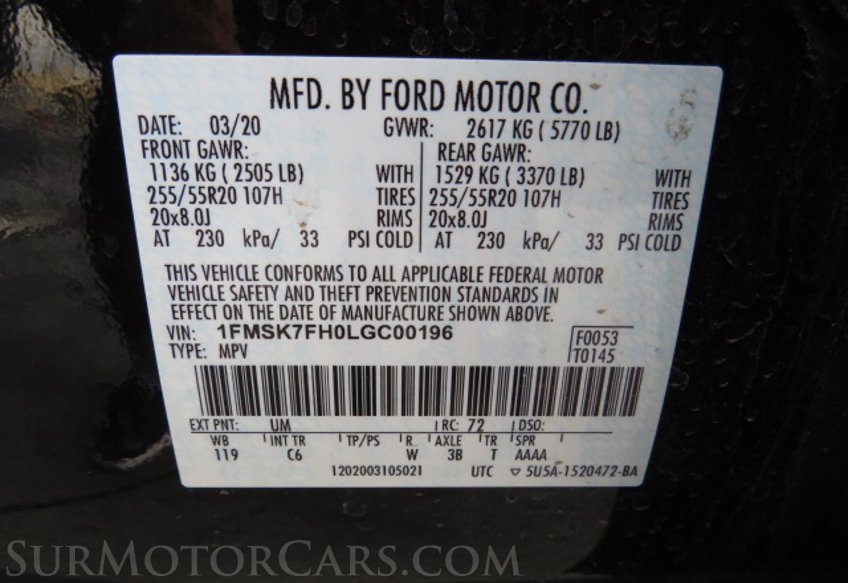 MFD. BY FORD MOTOR CO.
DATE: 03/20 GVWR: 2617 KG ( 5770 LB)
FRONT GAWR: REAR GAWR:
1136 KG ( 2505 LB) WITH 1529 KG ( 3370 LB) WITH
255/55R20 107H TIRES 255/55R20 107H TIRES
20x8.0J RIMS 20x8.0J RIMS
AT 230 kPa/ 33 PSI COLD AT 230 kPa/ 33 PSI COLD
THIS VEHICLE CONFORMS TO ALL APPLICABLE FEDERAL MOTOR
VEHICLE SAFETY AND THEFT PREVENTION STANDARDS IN
EFFECT ON THE DATE OF MANUFACTURE SHOWN ABOVE.
VIN: 1FMSK7FH0LGC00196 F0053
TYPE: MPV T0145
EXT PNT: UM RC: 72 DSO:
WB INT TR TP/PS R AXLE TR SPR
119 C6 W 3B T AAAA
1202003105021 UTC ▽ 5U5A-1520472-BA
SURMOTORCARS.COM